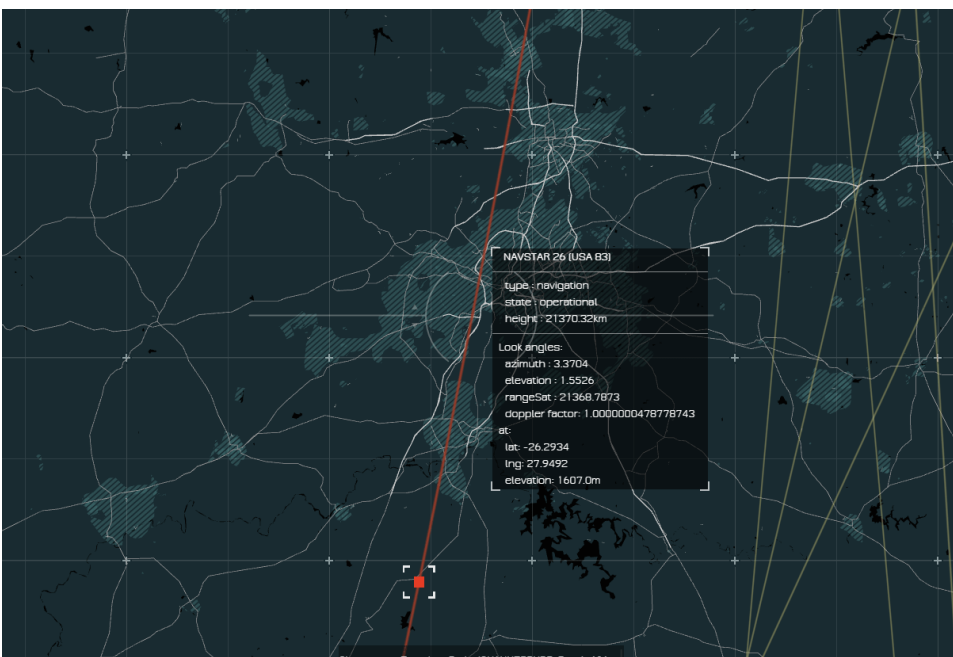 NAVSTAR 26 (USA 83)
type : navigation
state : operational
height : 21370.32km
Look angles:
azimuth : 3.3704
elevation : 1.5526
rangeSat : 21368.7873
doppler factor: 1.0000000478778743
at:
lat: -26.2934
lng: 27.9492
elevation: 1607.0m